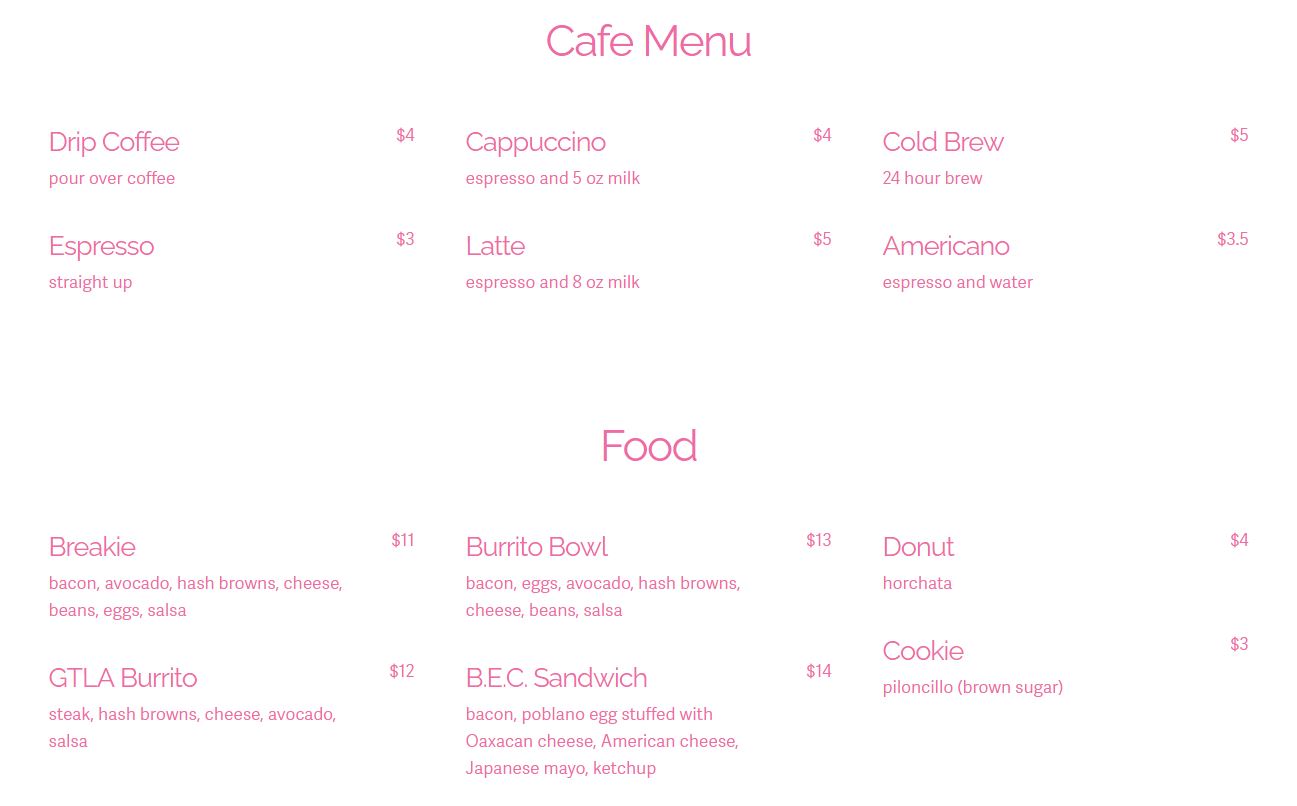 Cafe Menu
Drip Coffee
$4
pour over coffee
Espresso
$3
straight up
Cappuccino
$4
espresso and 5 oz milk
Latte
$5
espresso and 8 oz milk
Cold Brew
$5
24 hour brew
Americano
$3.5
espresso and water
Food
Breakie
$11
bacon, avocado, hash browns, cheese,
beans, eggs, salsa
GTLA Burrito
$12
steak, hash browns, cheese, avocado,
salsa
Burrito Bowl
$13
bacon, eggs, avocado, hash browns,
cheese, beans, salsa
B.E.C. Sandwich
$14
bacon, poblano egg stuffed with
Oaxacan cheese, American cheese,
Japanese mayo, ketchup
Donut
$4
horchata
Cookie
$3
piloncillo (brown sugar)